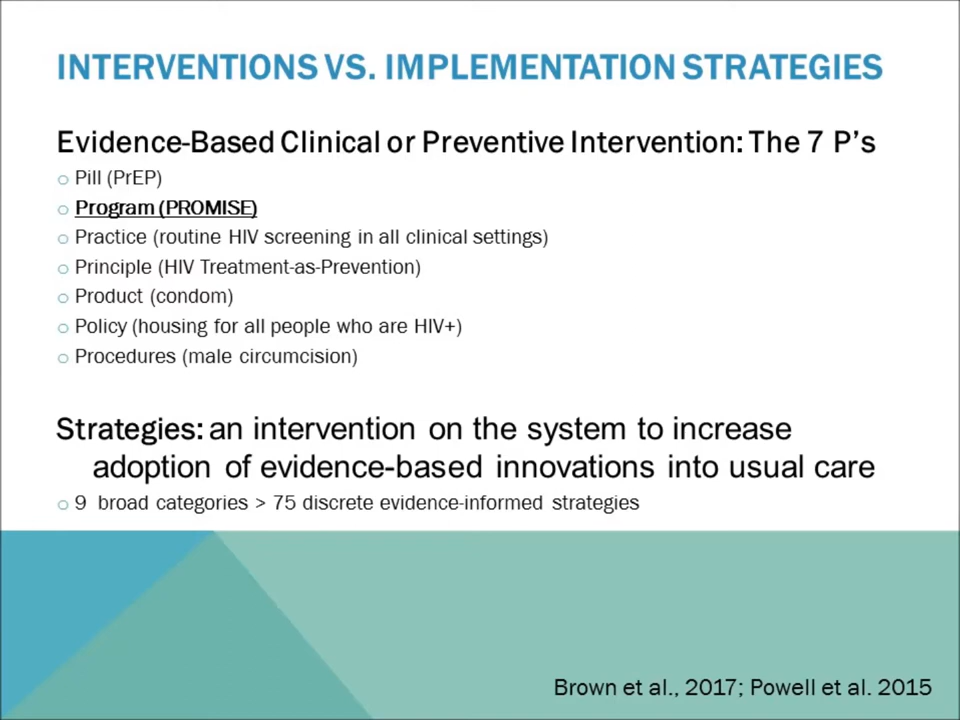 INTERVENTIONS VS. IMPLEMENTATION STRATEGIES
Evidence-Based Clinical or Preventive Intervention: The 7 P's
o Pill (PrEP)
o Program (PROMISE)
o Practice (routine HIV screening in all clinical settings)
o Principle (HIV Treatment-as-Prevention)
o Product (condom)
o Policy (housing for all people who are HIV+)
o Procedures (male circumcision)
Strategies: an intervention on the system to increase
adoption of evidence-based innovations into usual care
o 9 broad categories > 75 discrete evidence-informed strategies
Brown et al., 2017; Powell et al. 2015